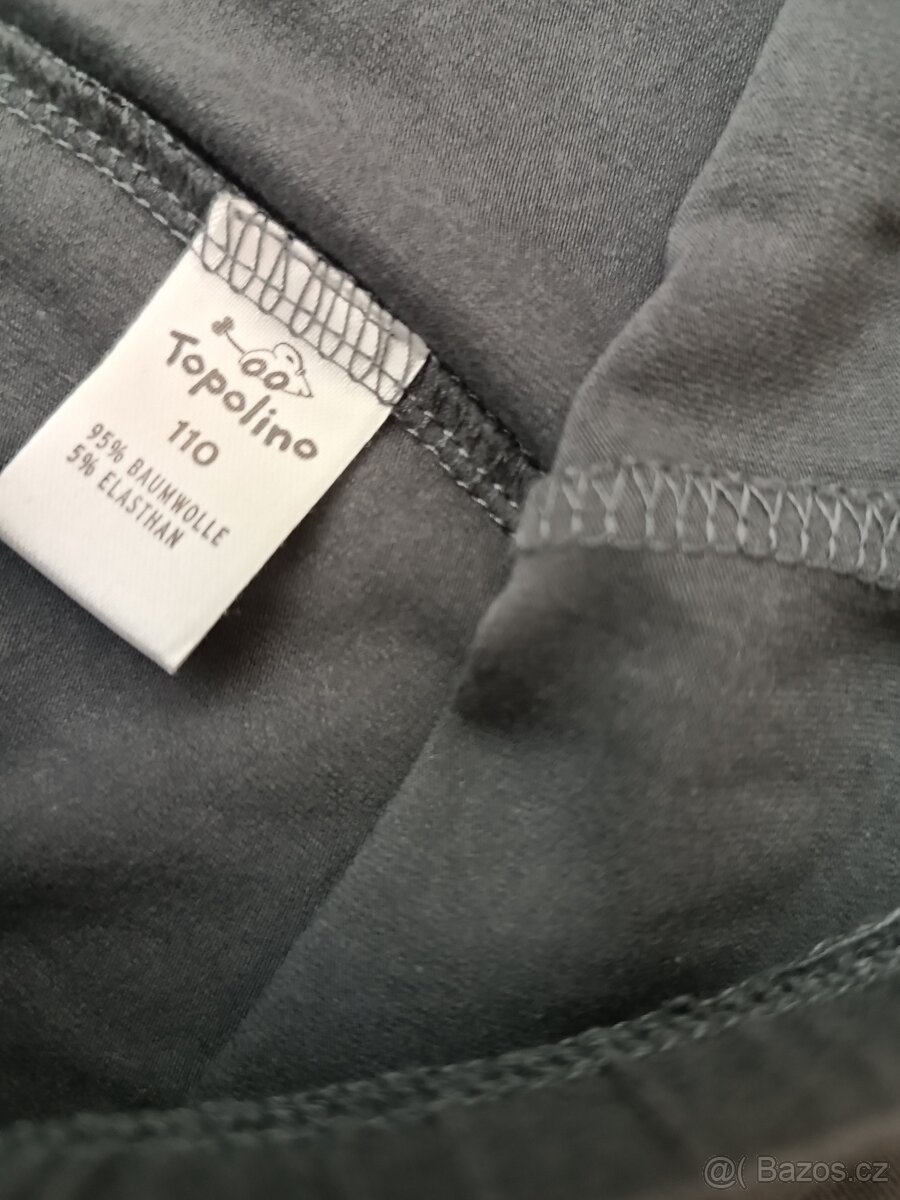 Topolino
110
95% BAUMWOLLE
5% ELASTHAN
@( Bazos.cz